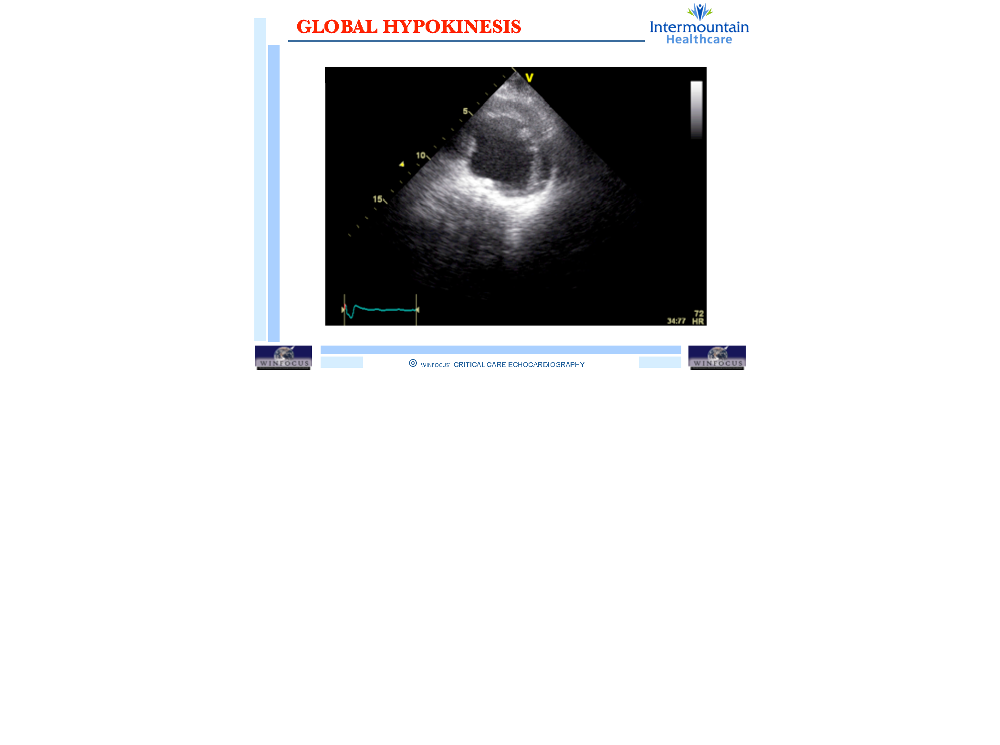 GLOBAL HYPOKINESIS
Intermountain
Healthcare
V
5
10
15
72
34:77 HR
WINFOCUS
© WINFOCUS' CRITICAL CARE ECHOCARDIOGRAPHY
WINFOCUS